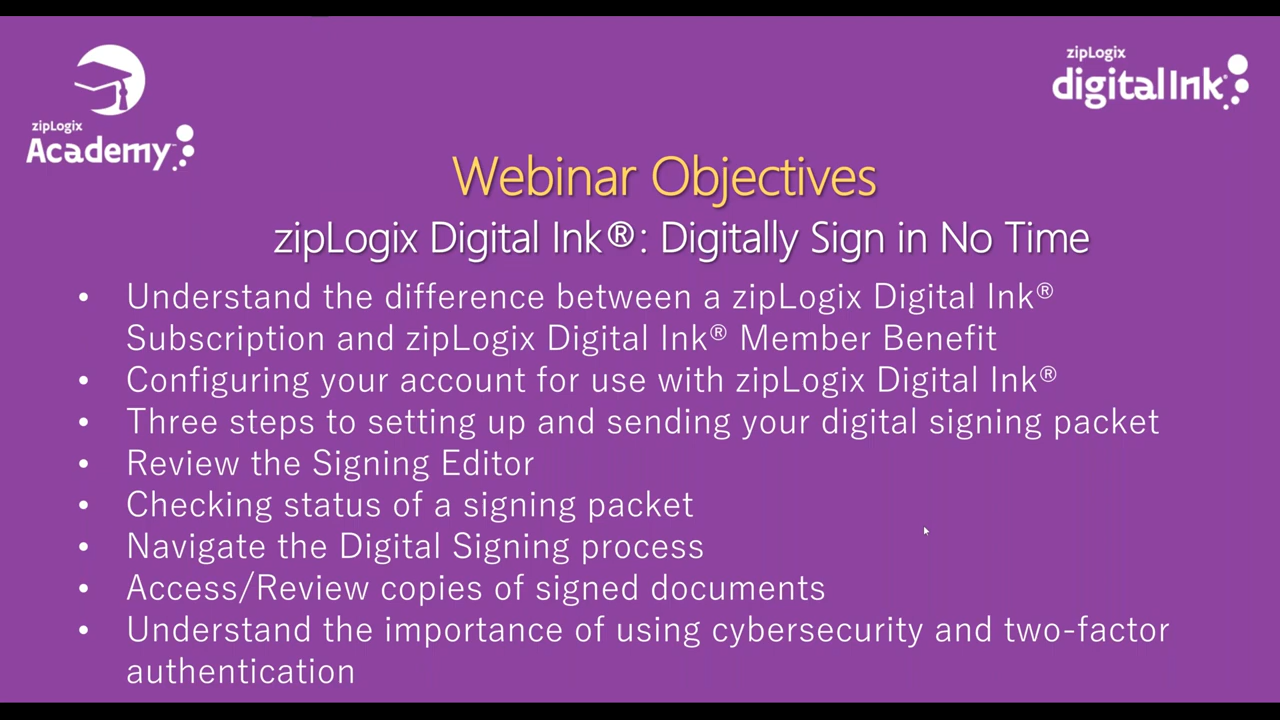 zipLogix
Academy
zipLogix
digitalInk
Webinar Objectives
zipLogix Digital Ink®: Digitally Sign in No Time
• Understand the difference between a zipLogix Digital Ink®
Subscription and zipLogix Digital Ink® Member Benefit
• Configuring your account for use with zipLogix Digital Ink®
• Three steps to setting up and sending your digital signing packet
• Review the Signing Editor
• Checking status of a signing packet
• Navigate the Digital Signing process
• Access/Review copies of signed documents
• Understand the importance of using cybersecurity and two-factor
authentication